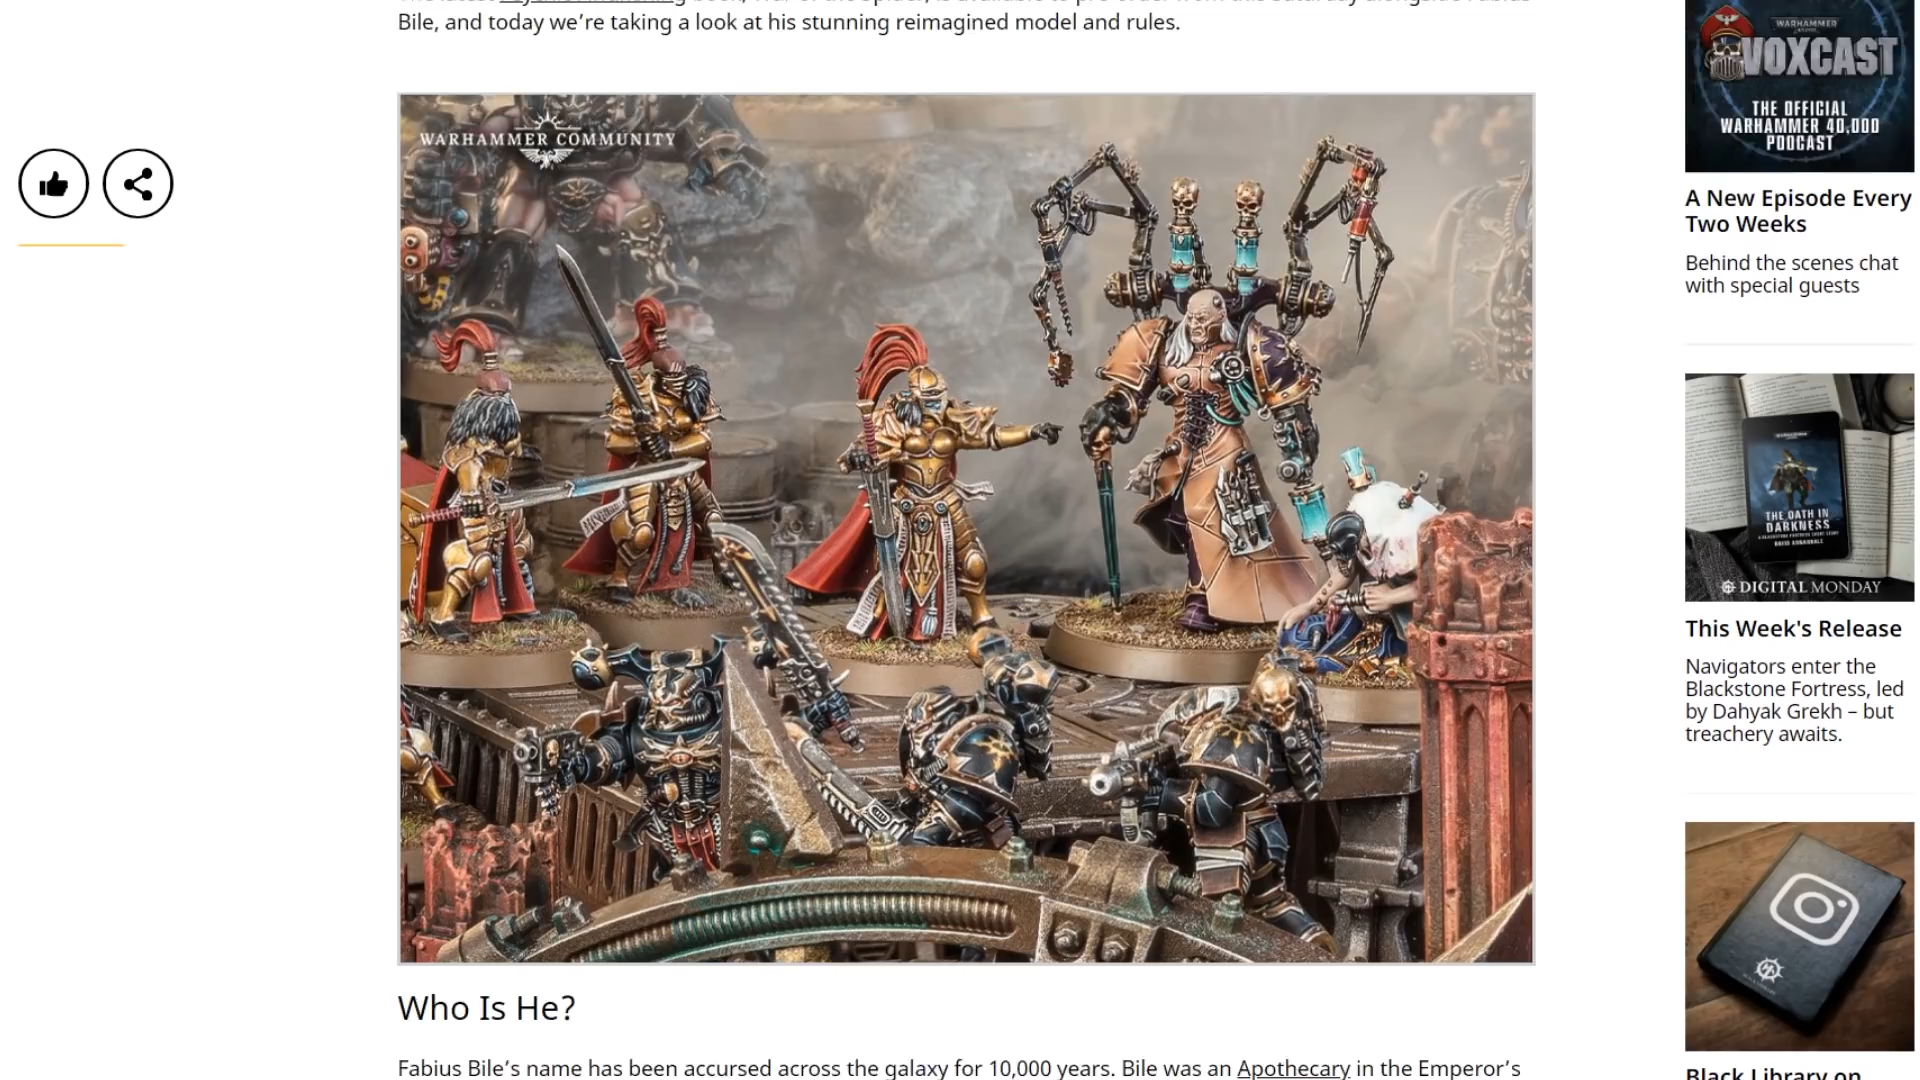 Bile, and today we're taking a look at his stunning reimagined model and rules.
WARHAMMER COMMUNITY
Who Is He?
Fabius Bile's name has been accursed across the galaxy for 10,000 years. Bile was an Apothecary in the Emperor's
WARHAMMER
VOXCAST
THE OFFICIAL
WARHAMMER 40,000
PODCAST
A New Episode Every
Two Weeks
Behind the scenes chat
with special guests
THE OATH IN
DARKNESS
DIGITAL MONDAY
This Week's Release
Navigators enter the
Blackstone Fortress, led
by Dahyak Grekh – but
treachery awaits.
Black Library on